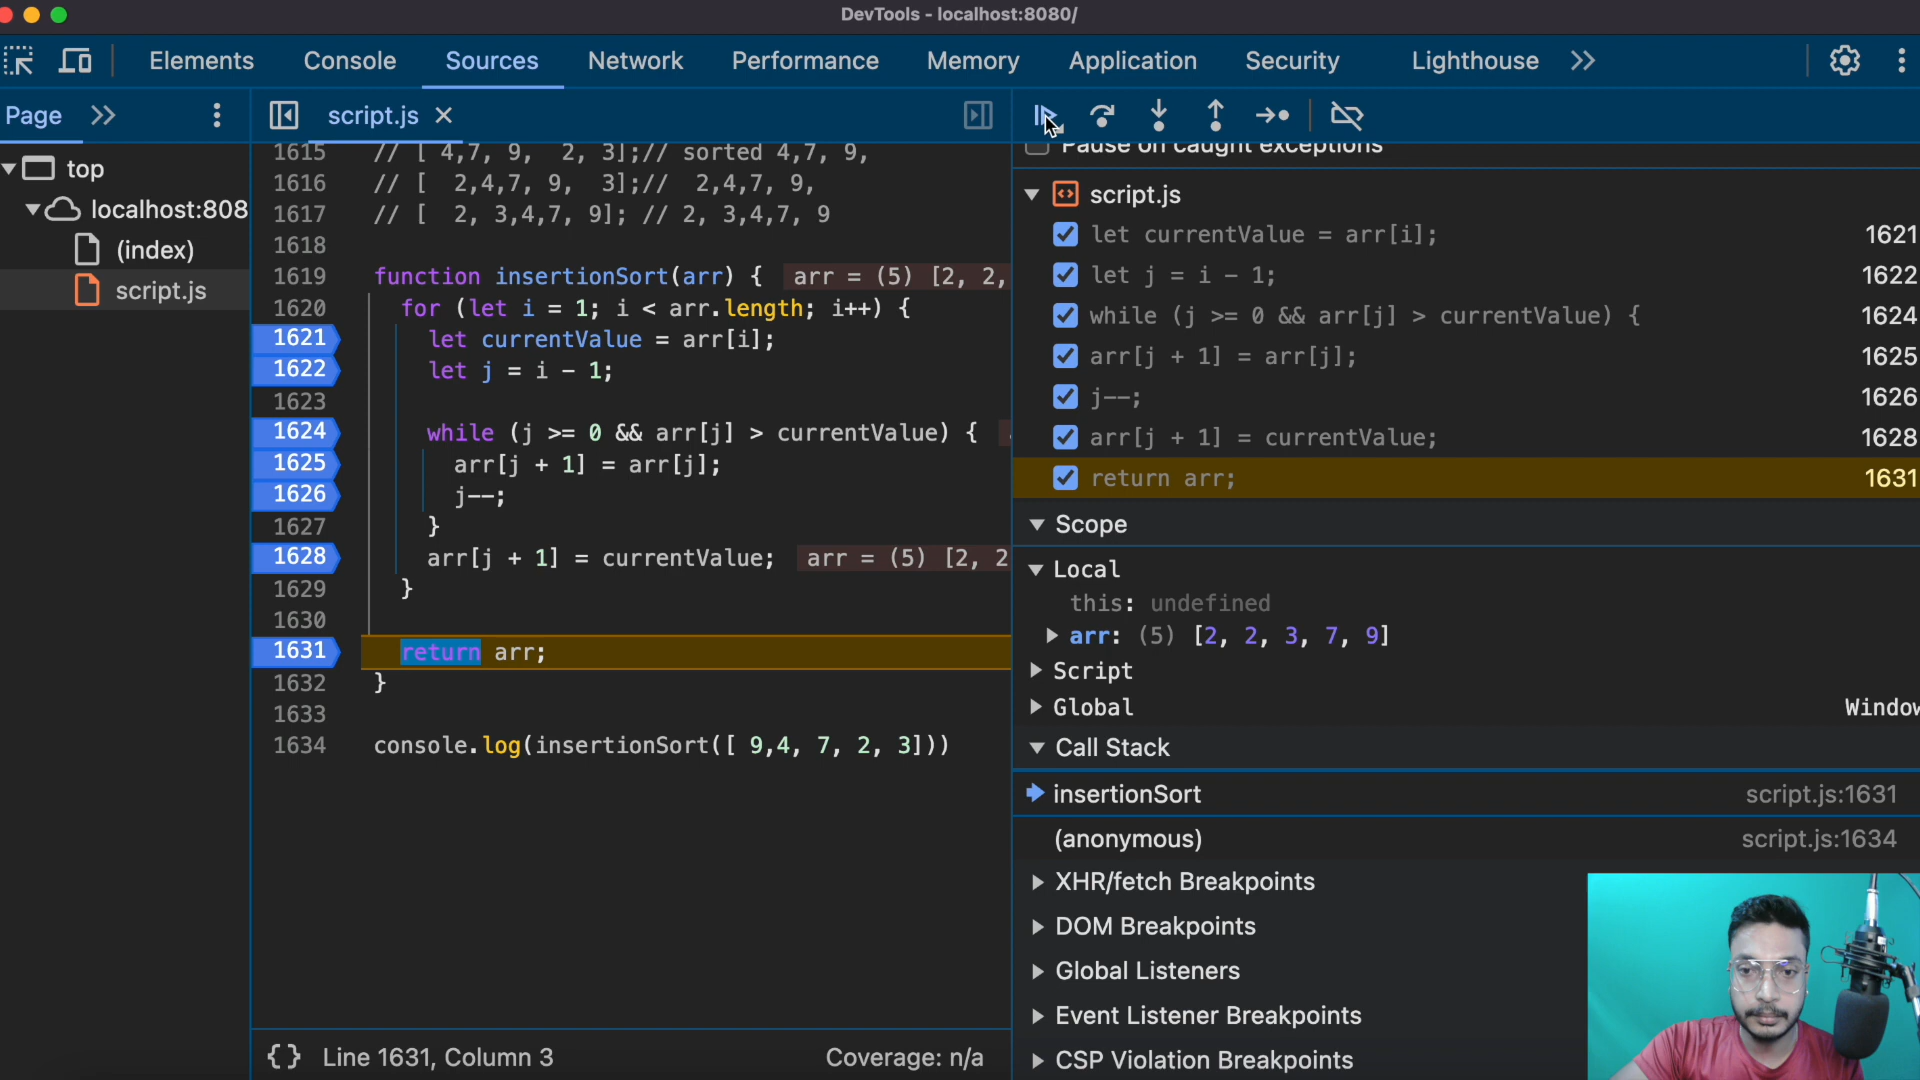 DevTools - localhost:8080/
Elements Console Sources Network Performance Memory Application Security Lighthouse
Page
script.js
top
localhost:808
(index)
script.js
1615 // [ 4,7, 9,  2, 3];// sorted 4,7, 9,
1616 // [  2,4,7, 9,  3];//  2,4,7, 9,
1617 // [  2, 3,4,7, 9]; // 2, 3,4,7, 9
1618
1619 function insertionSort(arr) { arr = (5) [2, 2,
1620 for (let i = 1; i < arr.length; i++) {
1621 let currentValue = arr[i];
1622 let j = i - 1;
1623
1624 while (j >= 0 && arr[j] > currentValue) {
1625 arr[j + 1] = arr[j];
1626 j--;
1627 }
1628 arr[j + 1] = currentValue; arr = (5) [2, 2
1629 }
1630
1631 return arr;
1632 }
1633
1634 console.log(insertionSort([ 9,4, 7, 2, 3]))
{} Line 1631, Column 3
Coverage: n/a
Pause on caught exceptions
script.js
let currentValue = arr[i]; 1621
let j = i - 1; 1622
while (j >= 0 && arr[j] > currentValue) { 1624
arr[j + 1] = arr[j]; 1625
j--; 1626
arr[j + 1] = currentValue; 1628
return arr; 1631
Scope
Local
this: undefined
arr: (5) [2, 2, 3, 7, 9]
Script
Global Window
Call Stack
insertionSort script.js:1631
(anonymous) script.js:1634
XHR/fetch Breakpoints
DOM Breakpoints
Global Listeners
Event Listener Breakpoints
CSP Violation Breakpoints